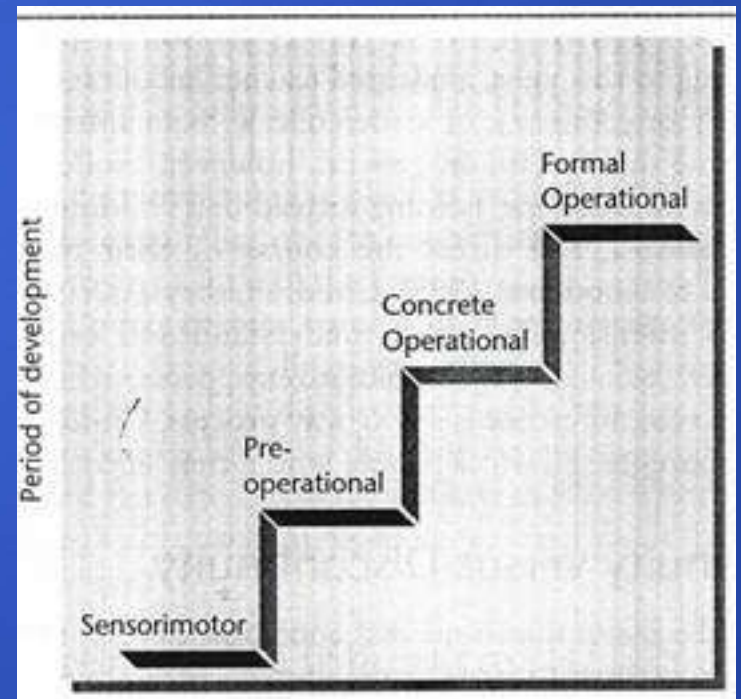 Period of development
Formal
Operational
Concrete
Operational
Pre-
operational
Sensorimotor